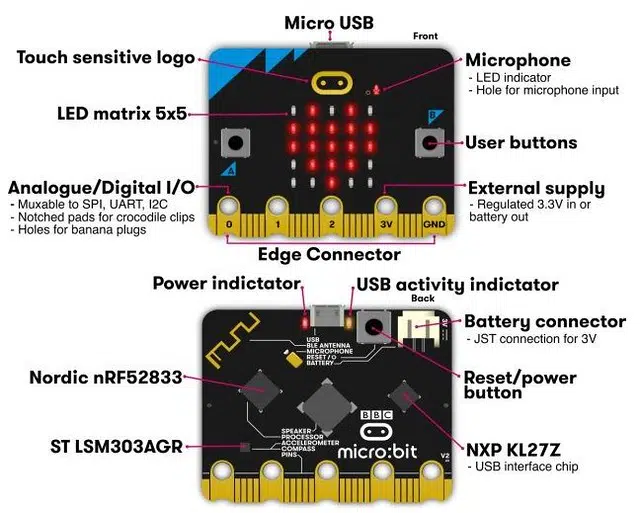 Micro USB
Front
Touch sensitive logo
Microphone
- LED indicator
- Hole for microphone input
LED matrix 5x5
B
User buttons
A
Analogue/Digital I/O
- Muxable to SPI, UART, I2C
- Notched pads for crocodile clips
- Holes for banana plugs
External supply
- Regulated 3.3V in or
battery out
0 1 2 3V GND
Edge Connector
Power indictator
USB activity indictator
Back
Battery connector
- JST connection for 3V
3V
USB
BLE ANTENNA
MICROPHONE
RESET / 
BATTERY
Nordic nRF52833
Reset/power
button
BBC
micro:bit
SPEAKER
PROCESSOR
ACCELEROMETER
COMPASS
PINS
ST LSM303AGR
NXP KL27Z
- USB interface chip
V2